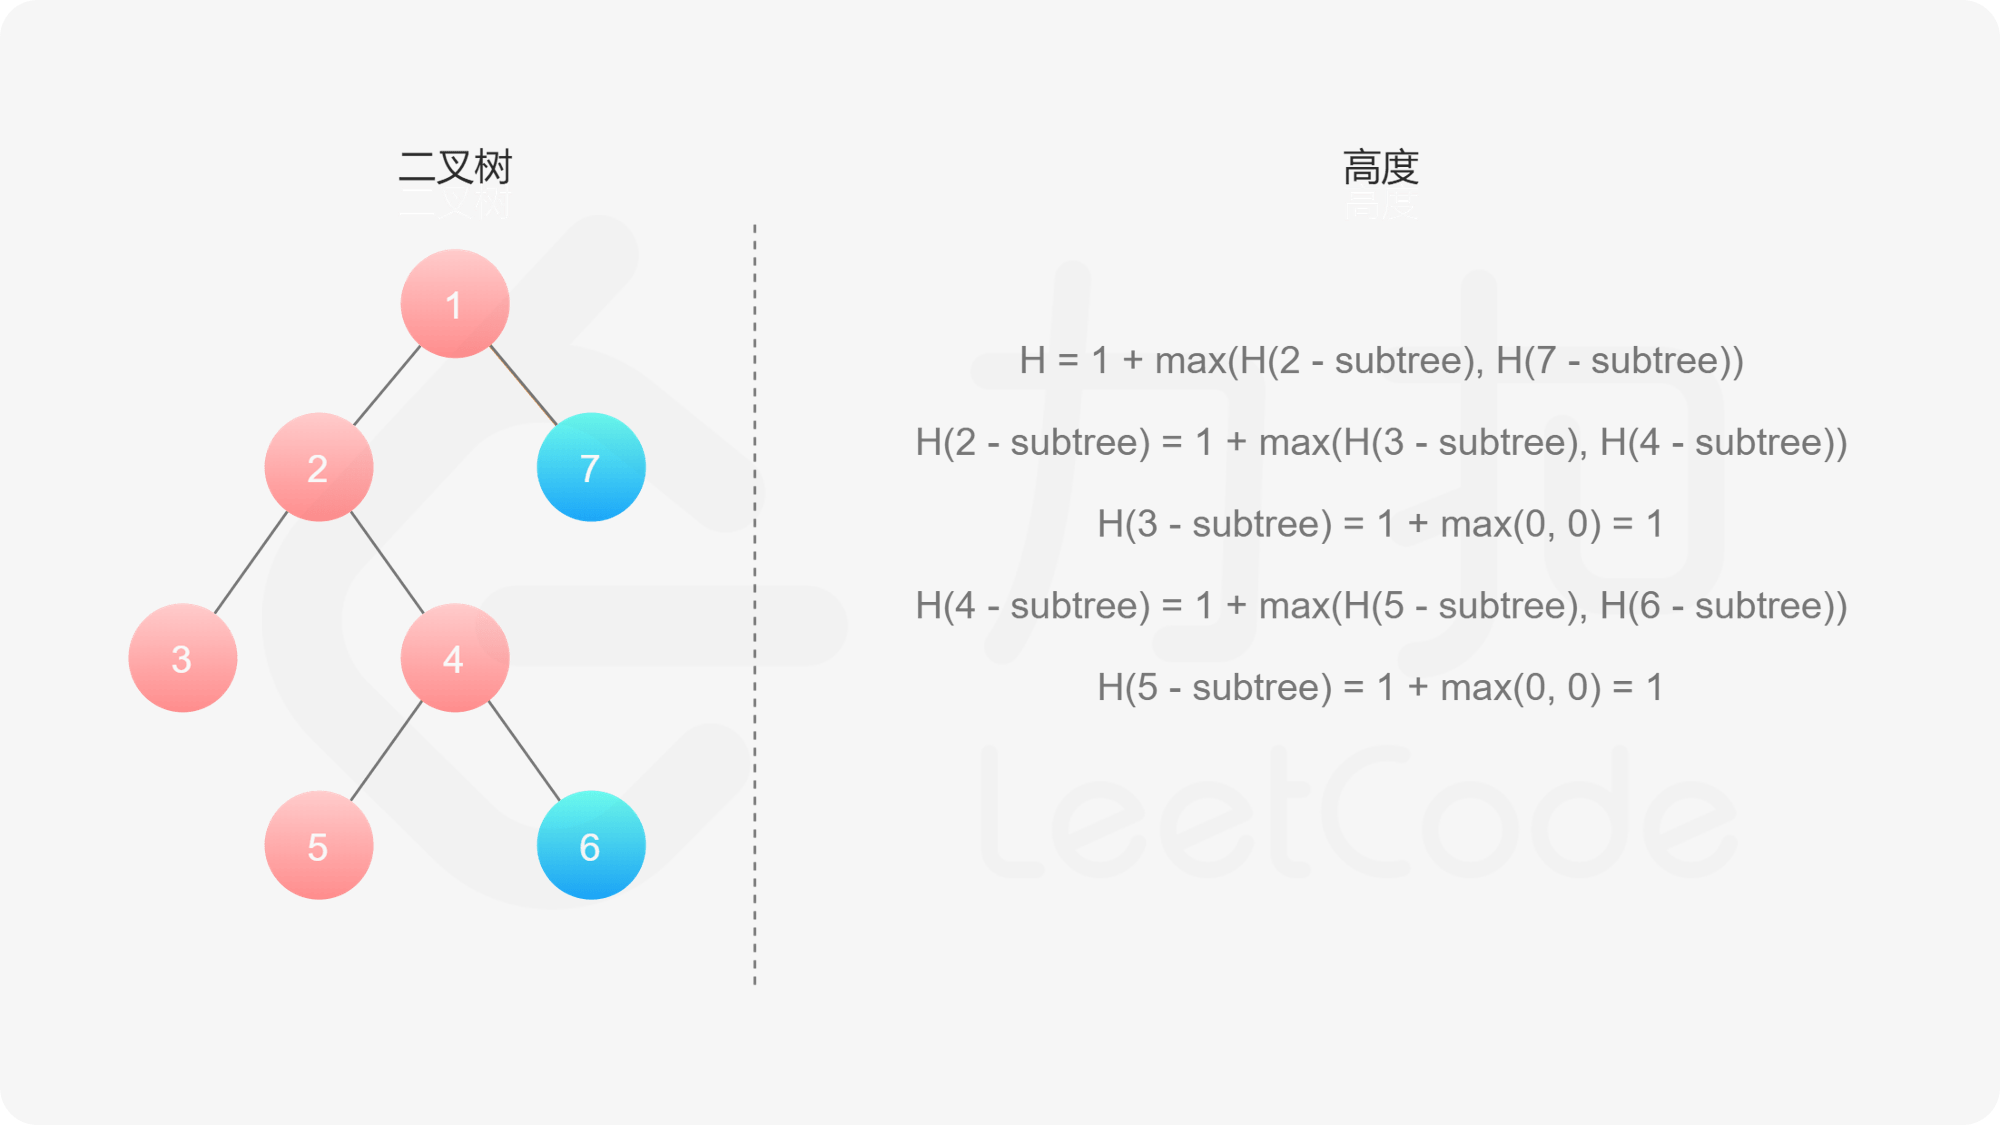 二叉树
高度
1
2
7
3
4
5
6
H = 1 + max(H(2 - subtree), H(7 - subtree))
H(2 - subtree) = 1 + max(H(3 - subtree), H(4 - subtree))
H(3 - subtree) = 1 + max(0, 0) = 1
H(4 - subtree) = 1 + max(H(5 - subtree), H(6 - subtree))
H(5 - subtree) = 1 + max(0, 0) = 1
力扣
LeetCode